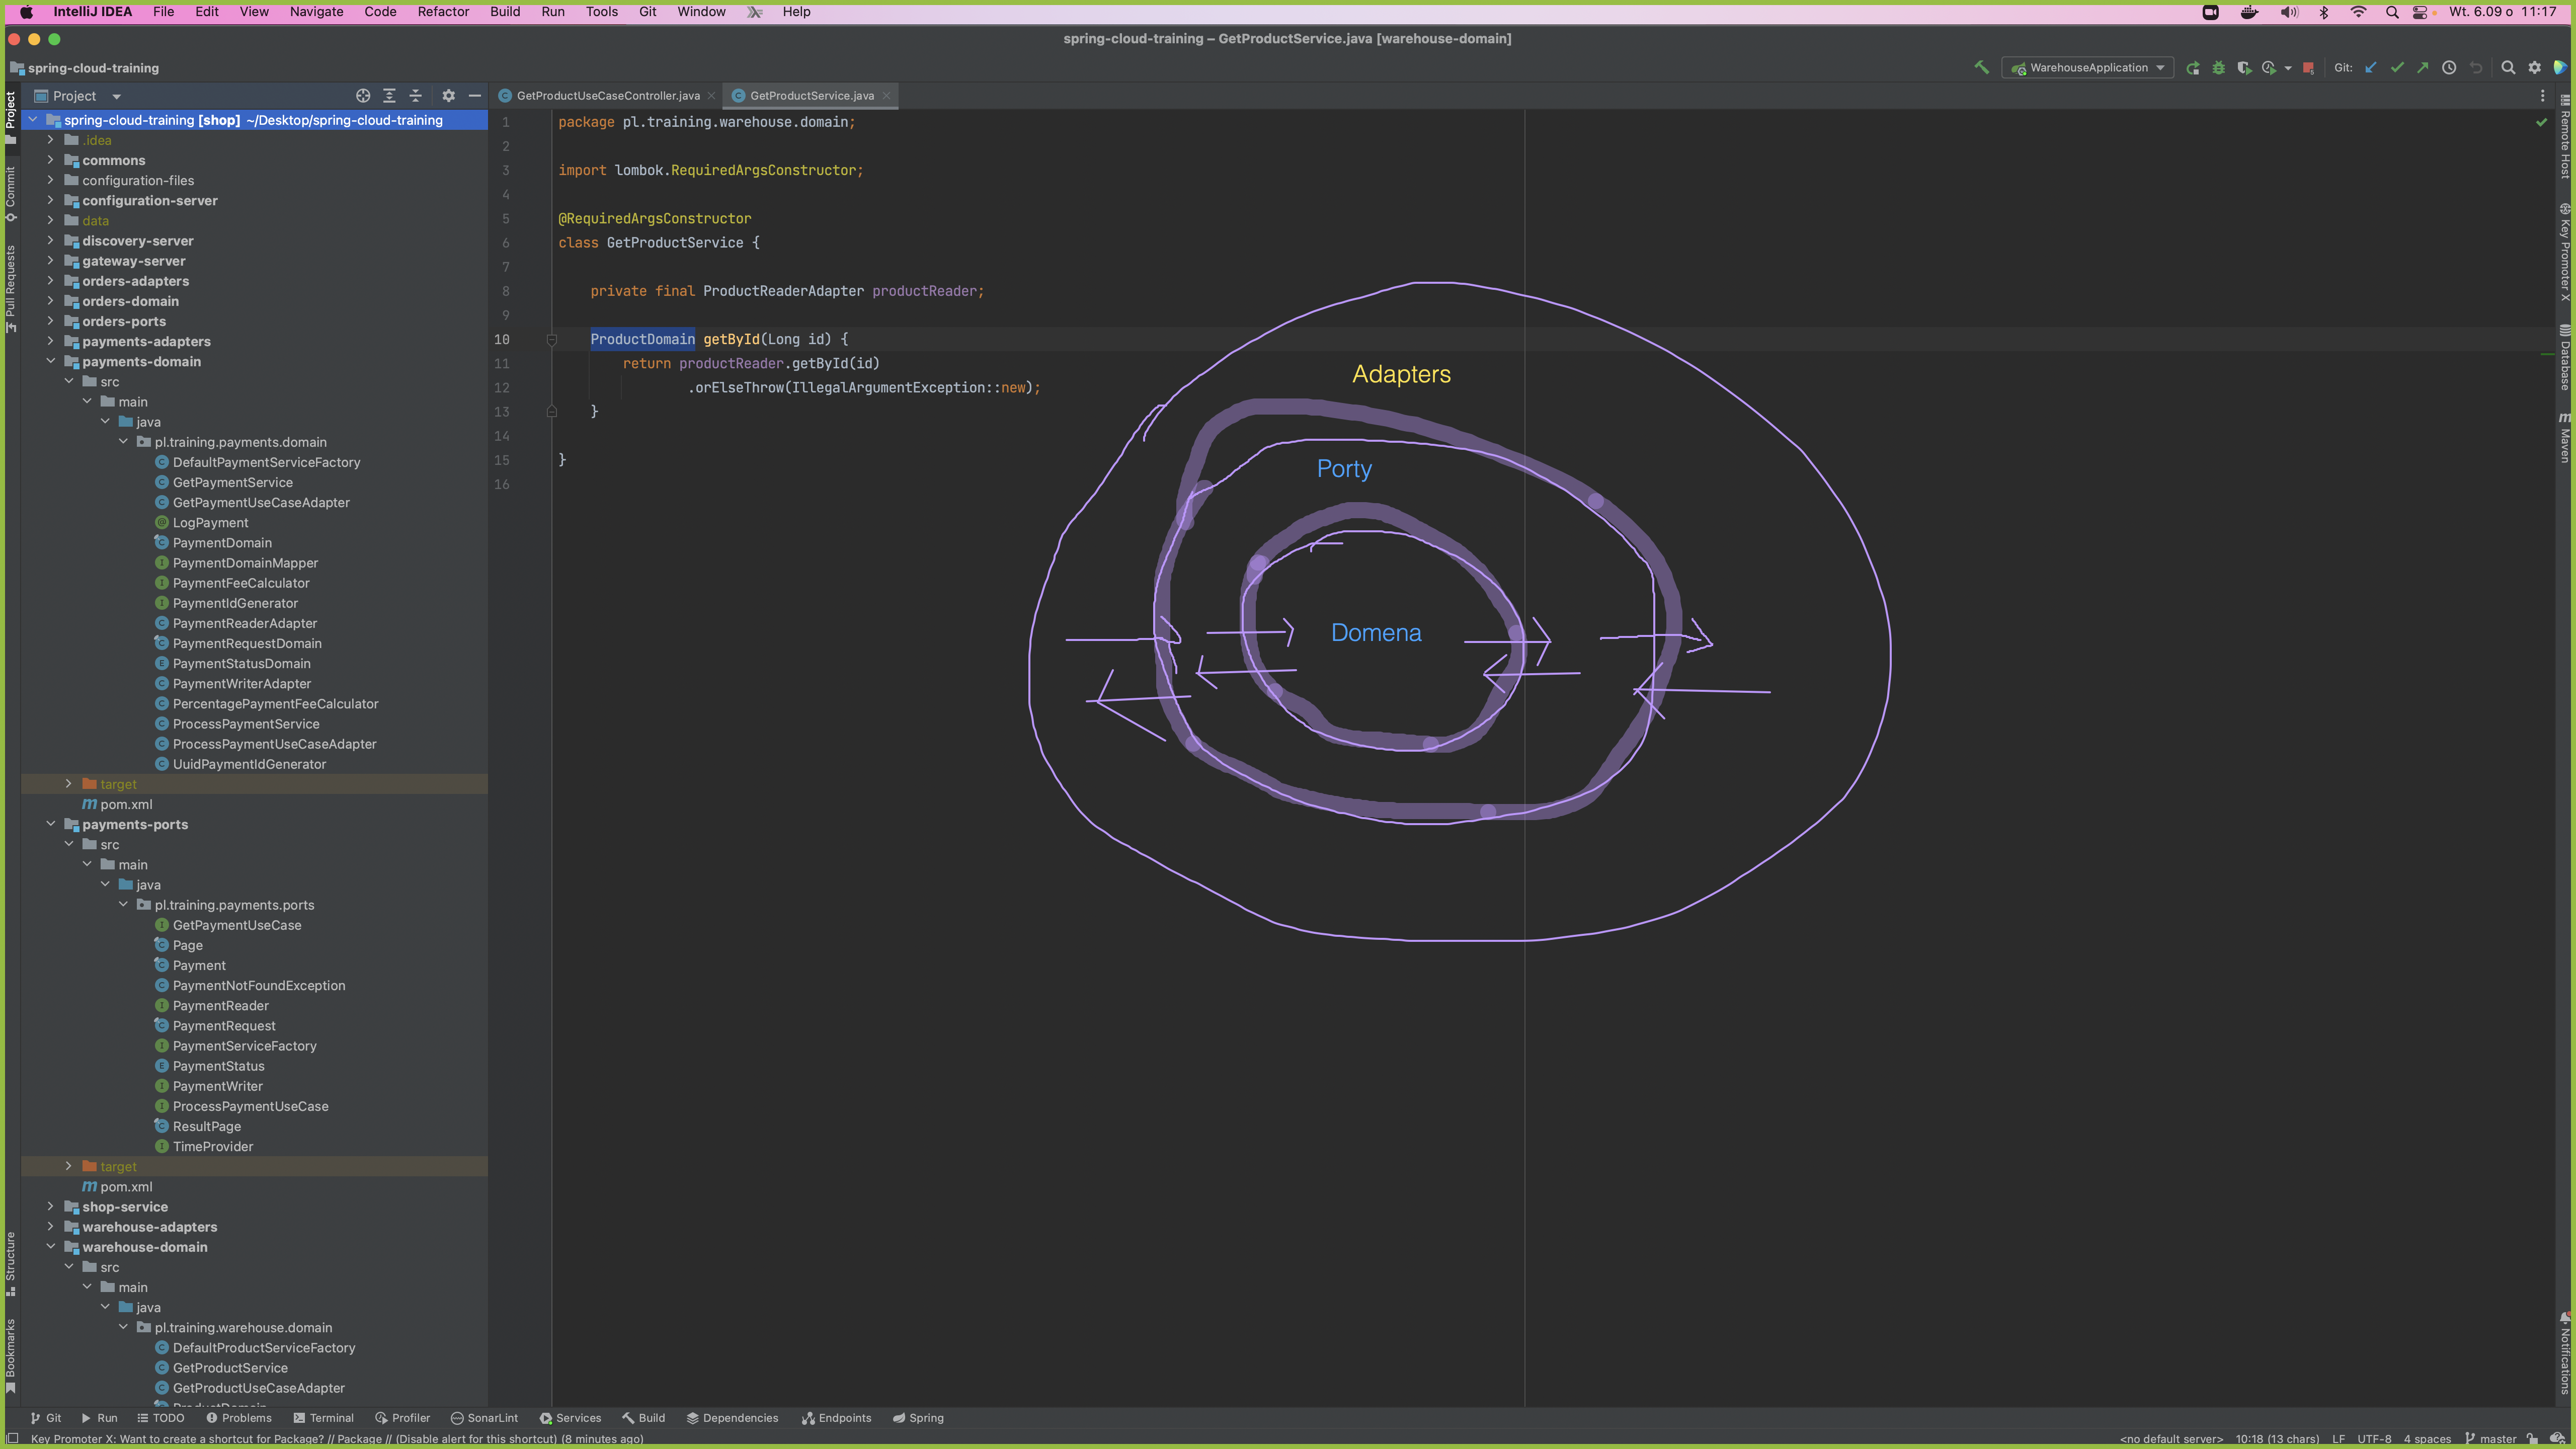 IntelliJ IDEA File Edit View Navigate Code Refactor Build Run Tools Git Window Help
Wt. 6.09 o 11:17
spring-cloud-training – GetProductService.java [warehouse-domain]
spring-cloud-training
WarehouseApplication
Git:
Project
GetProductUseCaseController.java
GetProductService.java
spring-cloud-training [shop] ~/Desktop/spring-cloud-training
.idea
commons
configuration-files
configuration-server
data
discovery-server
gateway-server
orders-adapters
orders-domain
orders-ports
payments-adapters
payments-domain
src
main
java
pl.training.payments.domain
DefaultPaymentServiceFactory
GetPaymentService
GetPaymentUseCaseAdapter
LogPayment
PaymentDomain
PaymentDomainMapper
PaymentFeeCalculator
PaymentIdGenerator
PaymentReaderAdapter
PaymentRequestDomain
PaymentStatusDomain
PaymentWriterAdapter
PercentagePaymentFeeCalculator
ProcessPaymentService
ProcessPaymentUseCaseAdapter
UuidPaymentIdGenerator
target
pom.xml
payments-ports
src
main
java
pl.training.payments.ports
GetPaymentUseCase
Page
Payment
PaymentNotFoundException
PaymentReader
PaymentRequest
PaymentServiceFactory
PaymentStatus
PaymentWriter
ProcessPaymentUseCase
ResultPage
TimeProvider
target
pom.xml
shop-service
warehouse-adapters
warehouse-domain
src
main
java
pl.training.warehouse.domain
DefaultProductServiceFactory
GetProductService
GetProductUseCaseAdapter
1 package pl.training.warehouse.domain;
2
3 import lombok.RequiredArgsConstructor;
4
5 @RequiredArgsConstructor
6 class GetProductService {
7
8 private final ProductReaderAdapter productReader;
9
10 ProductDomain getById(Long id) {
11 return productReader.getById(id)
12 .orElseThrow(IllegalArgumentException::new);
13 }
14
15 }
16
Adapters
Porty
Domena
Project
Commit
Pull Requests
Structure
Bookmarks
Remote Host
Key Promoter X
Database
Maven
Notifications
Git Run TODO Problems Terminal Profiler SonarLint Services Build Dependencies Endpoints Spring
Key Promoter X: Want to create a shortcut for Package? // Package // (Disable alert for this shortcut) (8 minutes ago)
<no default server> 10:18 (13 chars) LF UTF-8 4 spaces master